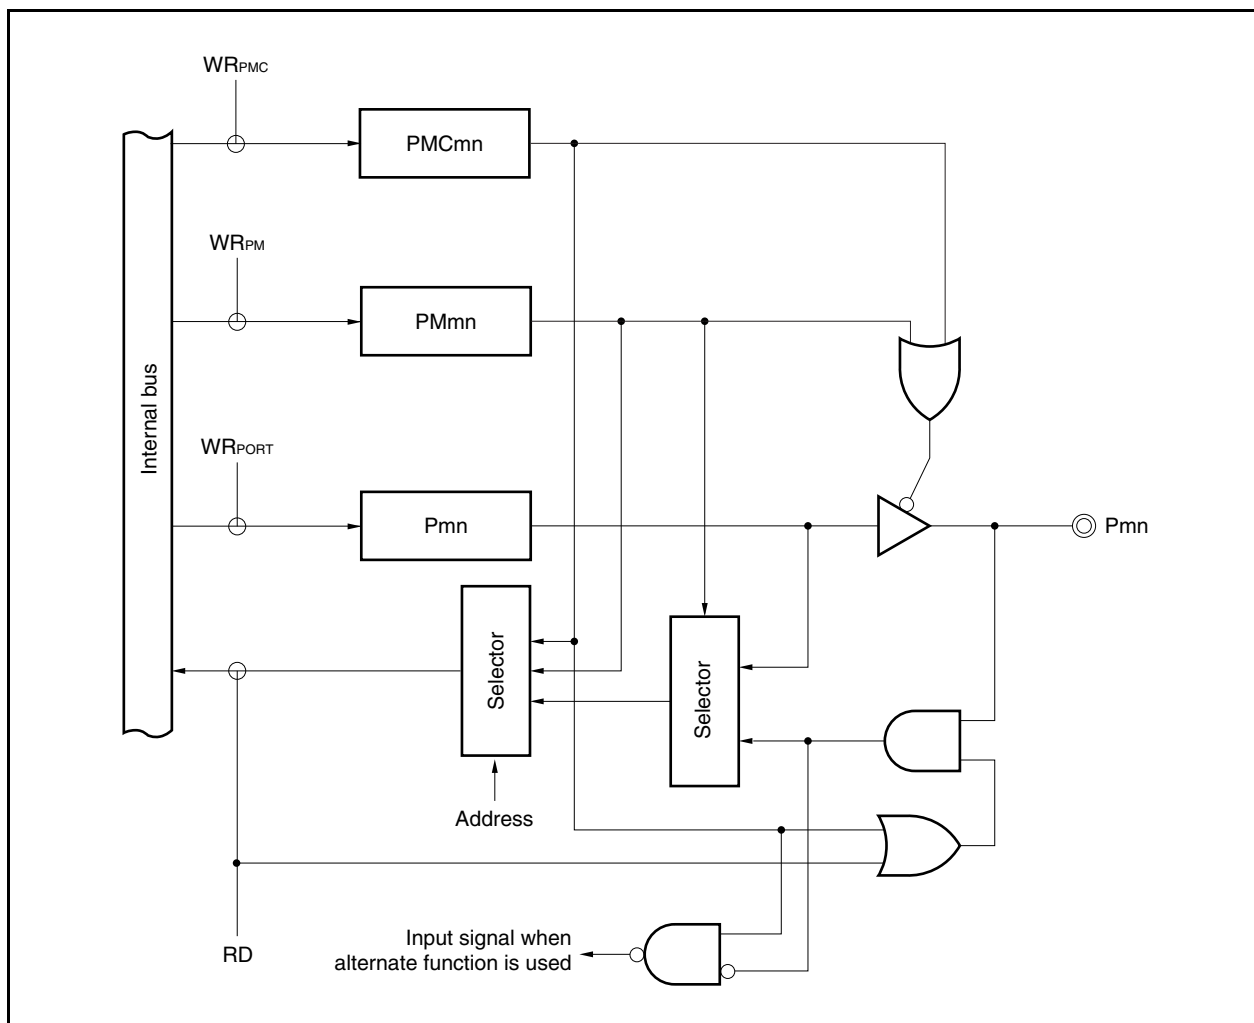 WRPMC
PMCmn
WRPM
PMmn
Internal bus
WRPORT
Pmn
Pmn
Selector
Selector
Address
RD
Input signal when
alternate function is used